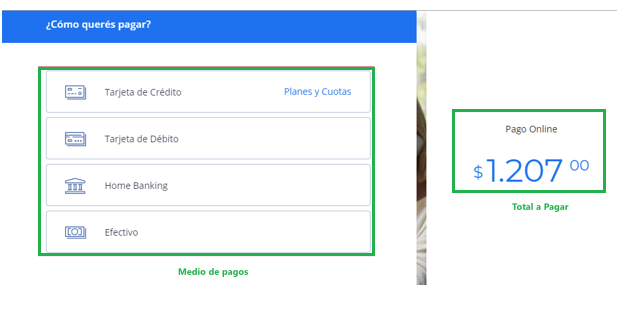 ¿Cómo querés pagar?
Tarjeta de Crédito
Planes y Cuotas
Tarjeta de Débito
Home Banking
Efectivo
Medio de pagos
Pago Online
$1.207 00
Total a Pagar